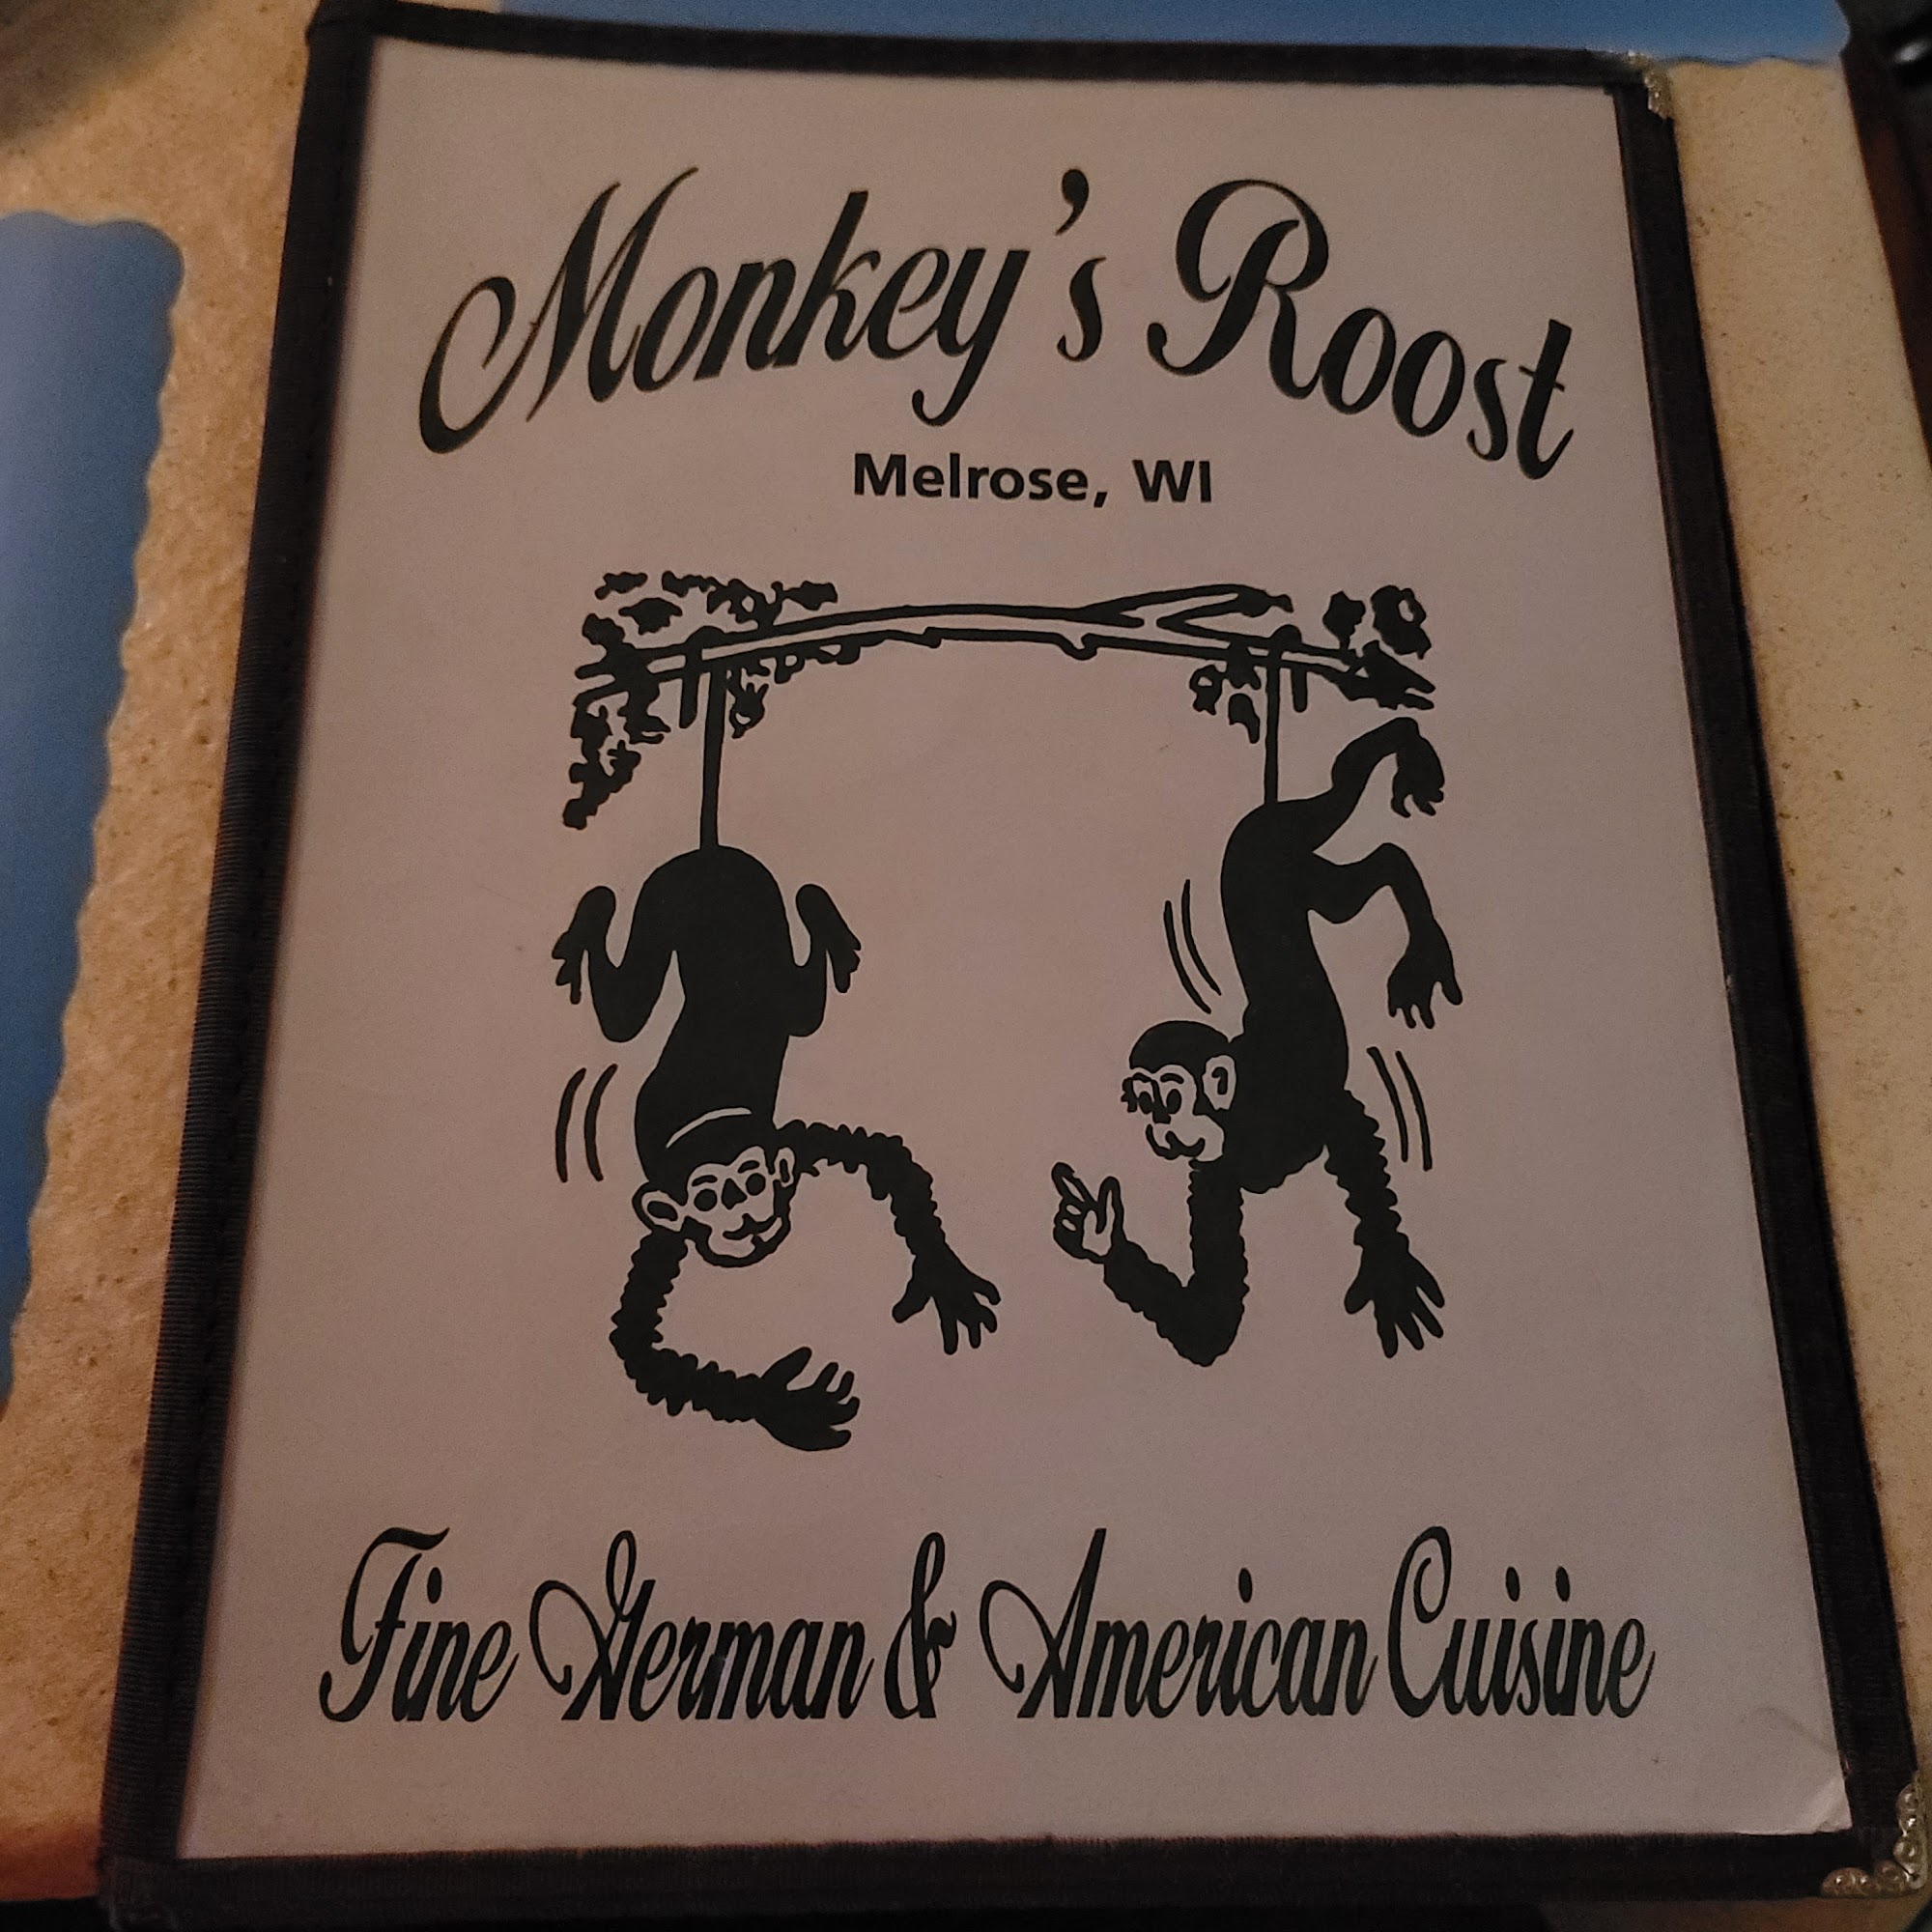 Monkey's Roost
Melrose, WI
Fine German & American Cuisine